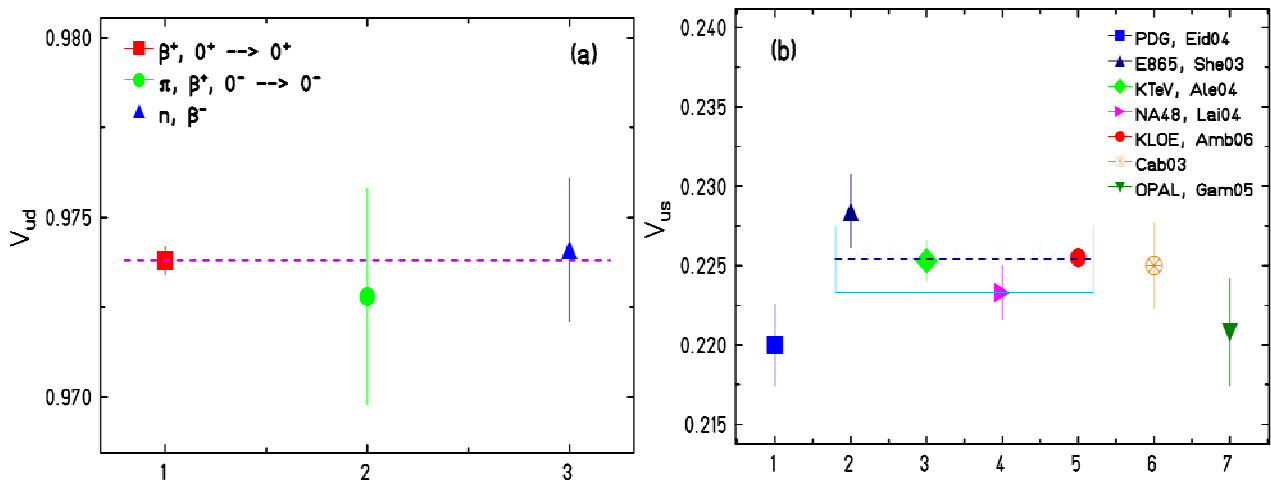 0.980
0.975
0.970
V_ud
(a)
β⁺, 0⁺ --> 0⁺
π, β⁺, 0⁻ --> 0⁻
n, β⁻
1 2 3
0.240
0.235
0.230
0.225
0.220
0.215
V_us
(b)
PDG, Eid04
E865, She03
KTeV, Ale04
NA48, Lai04
KLOE, Amb06
Cab03
OPAL, Gam05
1 2 3 4 5 6 7